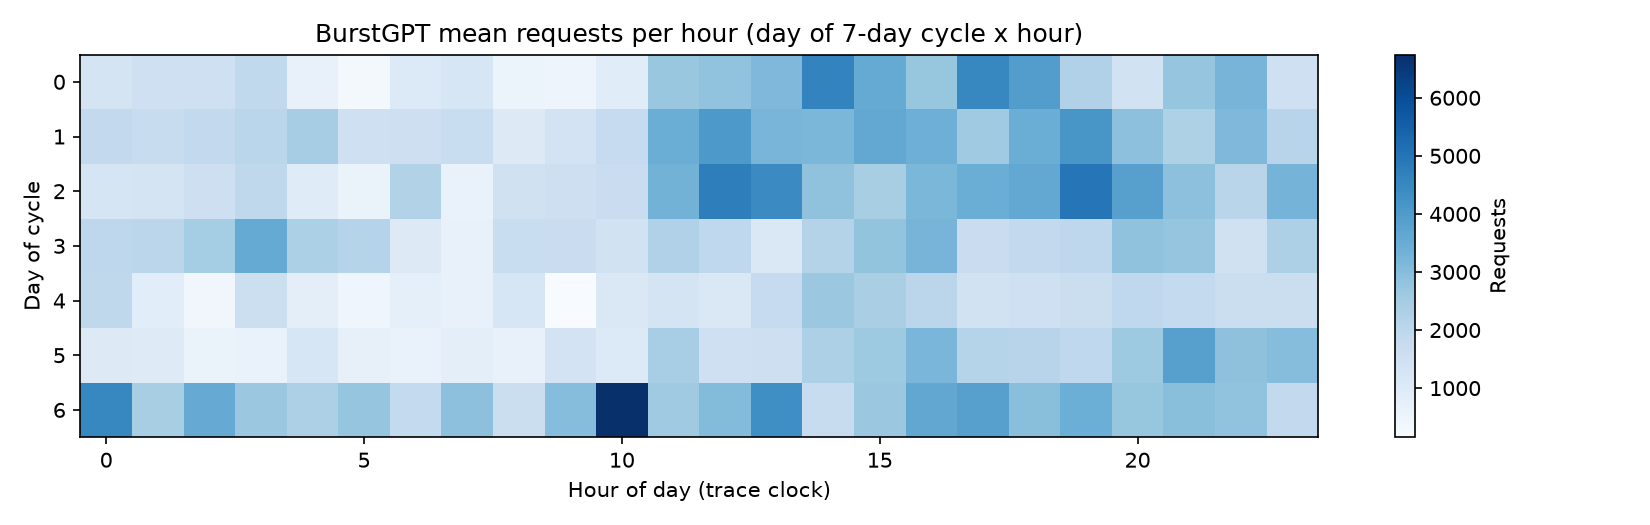 BurstGPT mean requests per hour (day of 7-day cycle x hour)
Day of cycle
0
1
2
3
4
5
6
0 5 10 15 20
Hour of day (trace clock)
6000
5000
4000
3000
2000
1000
Requests